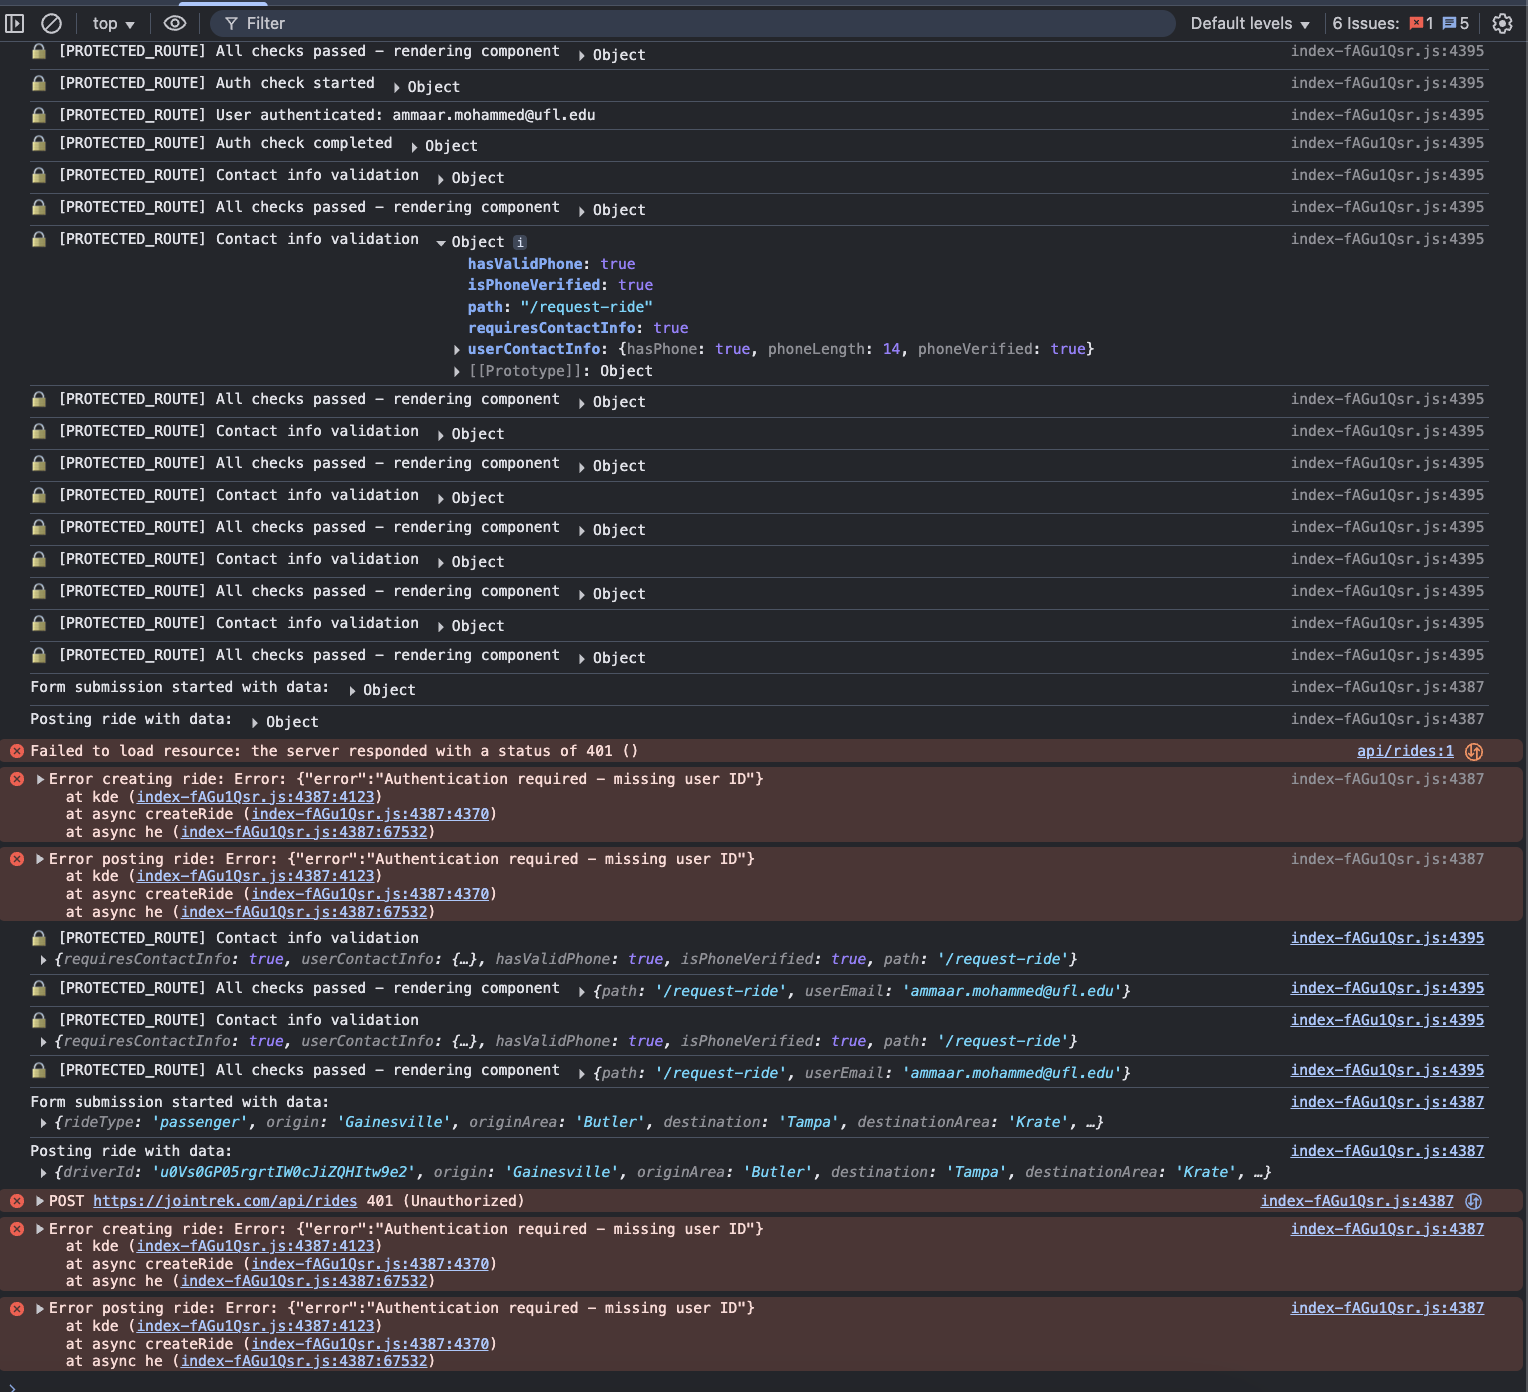 top
Filter
Default levels
6 Issues: 1 5
[PROTECTED_ROUTE] All checks passed – rendering component Object index-fAGu1Qsr.js:4395
[PROTECTED_ROUTE] Auth check started Object index-fAGu1Qsr.js:4395
[PROTECTED_ROUTE] User authenticated: ammaar.mohammed@ufl.edu index-fAGu1Qsr.js:4395
[PROTECTED_ROUTE] Auth check completed Object index-fAGu1Qsr.js:4395
[PROTECTED_ROUTE] Contact info validation Object index-fAGu1Qsr.js:4395
[PROTECTED_ROUTE] All checks passed – rendering component Object index-fAGu1Qsr.js:4395
[PROTECTED_ROUTE] Contact info validation Object i index-fAGu1Qsr.js:4395
hasValidPhone: true
isPhoneVerified: true
path: "/request-ride"
requiresContactInfo: true
userContactInfo: {hasPhone: true, phoneLength: 14, phoneVerified: true}
[[Prototype]]: Object
[PROTECTED_ROUTE] All checks passed – rendering component Object index-fAGu1Qsr.js:4395
[PROTECTED_ROUTE] Contact info validation Object index-fAGu1Qsr.js:4395
[PROTECTED_ROUTE] All checks passed – rendering component Object index-fAGu1Qsr.js:4395
[PROTECTED_ROUTE] Contact info validation Object index-fAGu1Qsr.js:4395
[PROTECTED_ROUTE] All checks passed – rendering component Object index-fAGu1Qsr.js:4395
[PROTECTED_ROUTE] Contact info validation Object index-fAGu1Qsr.js:4395
[PROTECTED_ROUTE] All checks passed – rendering component Object index-fAGu1Qsr.js:4395
[PROTECTED_ROUTE] Contact info validation Object index-fAGu1Qsr.js:4395
[PROTECTED_ROUTE] All checks passed – rendering component Object index-fAGu1Qsr.js:4395
Form submission started with data: Object index-fAGu1Qsr.js:4387
Posting ride with data: Object index-fAGu1Qsr.js:4387
Failed to load resource: the server responded with a status of 401 () api/rides:1
Error creating ride: Error: {"error":"Authentication required – missing user ID"} index-fAGu1Qsr.js:4387
at kde (index-fAGu1Qsr.js:4387:4123)
at async createRide (index-fAGu1Qsr.js:4387:4370)
at async he (index-fAGu1Qsr.js:4387:67532)
Error posting ride: Error: {"error":"Authentication required – missing user ID"} index-fAGu1Qsr.js:4387
at kde (index-fAGu1Qsr.js:4387:4123)
at async createRide (index-fAGu1Qsr.js:4387:4370)
at async he (index-fAGu1Qsr.js:4387:67532)
[PROTECTED_ROUTE] Contact info validation index-fAGu1Qsr.js:4395
{requiresContactInfo: true, userContactInfo: {…}, hasValidPhone: true, isPhoneVerified: true, path: '/request-ride'}
[PROTECTED_ROUTE] All checks passed – rendering component {path: '/request-ride', userEmail: 'ammaar.mohammed@ufl.edu'} index-fAGu1Qsr.js:4395
[PROTECTED_ROUTE] Contact info validation index-fAGu1Qsr.js:4395
{requiresContactInfo: true, userContactInfo: {…}, hasValidPhone: true, isPhoneVerified: true, path: '/request-ride'}
[PROTECTED_ROUTE] All checks passed – rendering component {path: '/request-ride', userEmail: 'ammaar.mohammed@ufl.edu'} index-fAGu1Qsr.js:4395
Form submission started with data: index-fAGu1Qsr.js:4387
{rideType: 'passenger', origin: 'Gainesville', originArea: 'Butler', destination: 'Tampa', destinationArea: 'Krate', …}
Posting ride with data: index-fAGu1Qsr.js:4387
{driverId: 'u0Vs0GP05rgrtIW0cJiZQHItw9e2', origin: 'Gainesville', originArea: 'Butler', destination: 'Tampa', destinationArea: 'Krate', …}
POST https://jointrek.com/api/rides 401 (Unauthorized) index-fAGu1Qsr.js:4387
Error creating ride: Error: {"error":"Authentication required – missing user ID"} index-fAGu1Qsr.js:4387
at kde (index-fAGu1Qsr.js:4387:4123)
at async createRide (index-fAGu1Qsr.js:4387:4370)
at async he (index-fAGu1Qsr.js:4387:67532)
Error posting ride: Error: {"error":"Authentication required – missing user ID"} index-fAGu1Qsr.js:4387
at kde (index-fAGu1Qsr.js:4387:4123)
at async createRide (index-fAGu1Qsr.js:4387:4370)
at async he (index-fAGu1Qsr.js:4387:67532)